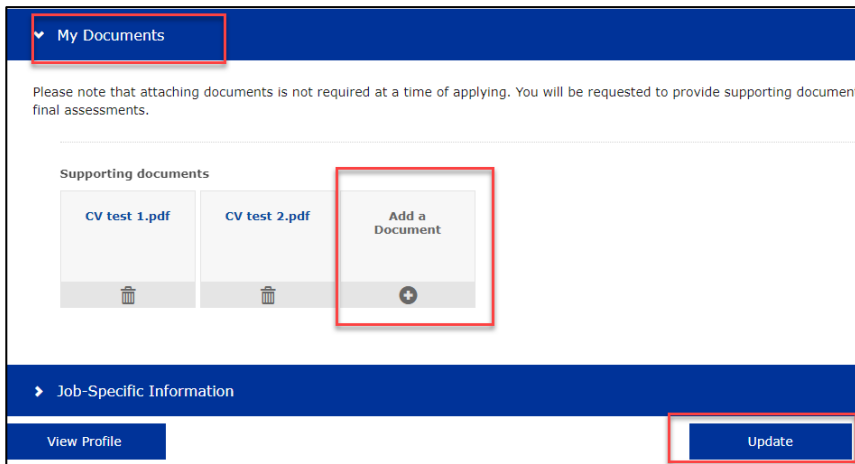 My Documents
Please note that attaching documents is not required at a time of applying. You will be requested to provide supporting documen
final assessments.
Supporting documents
CV test 1.pdf
CV test 2.pdf
Add a
Document
Job-Specific Information
View Profile
Update